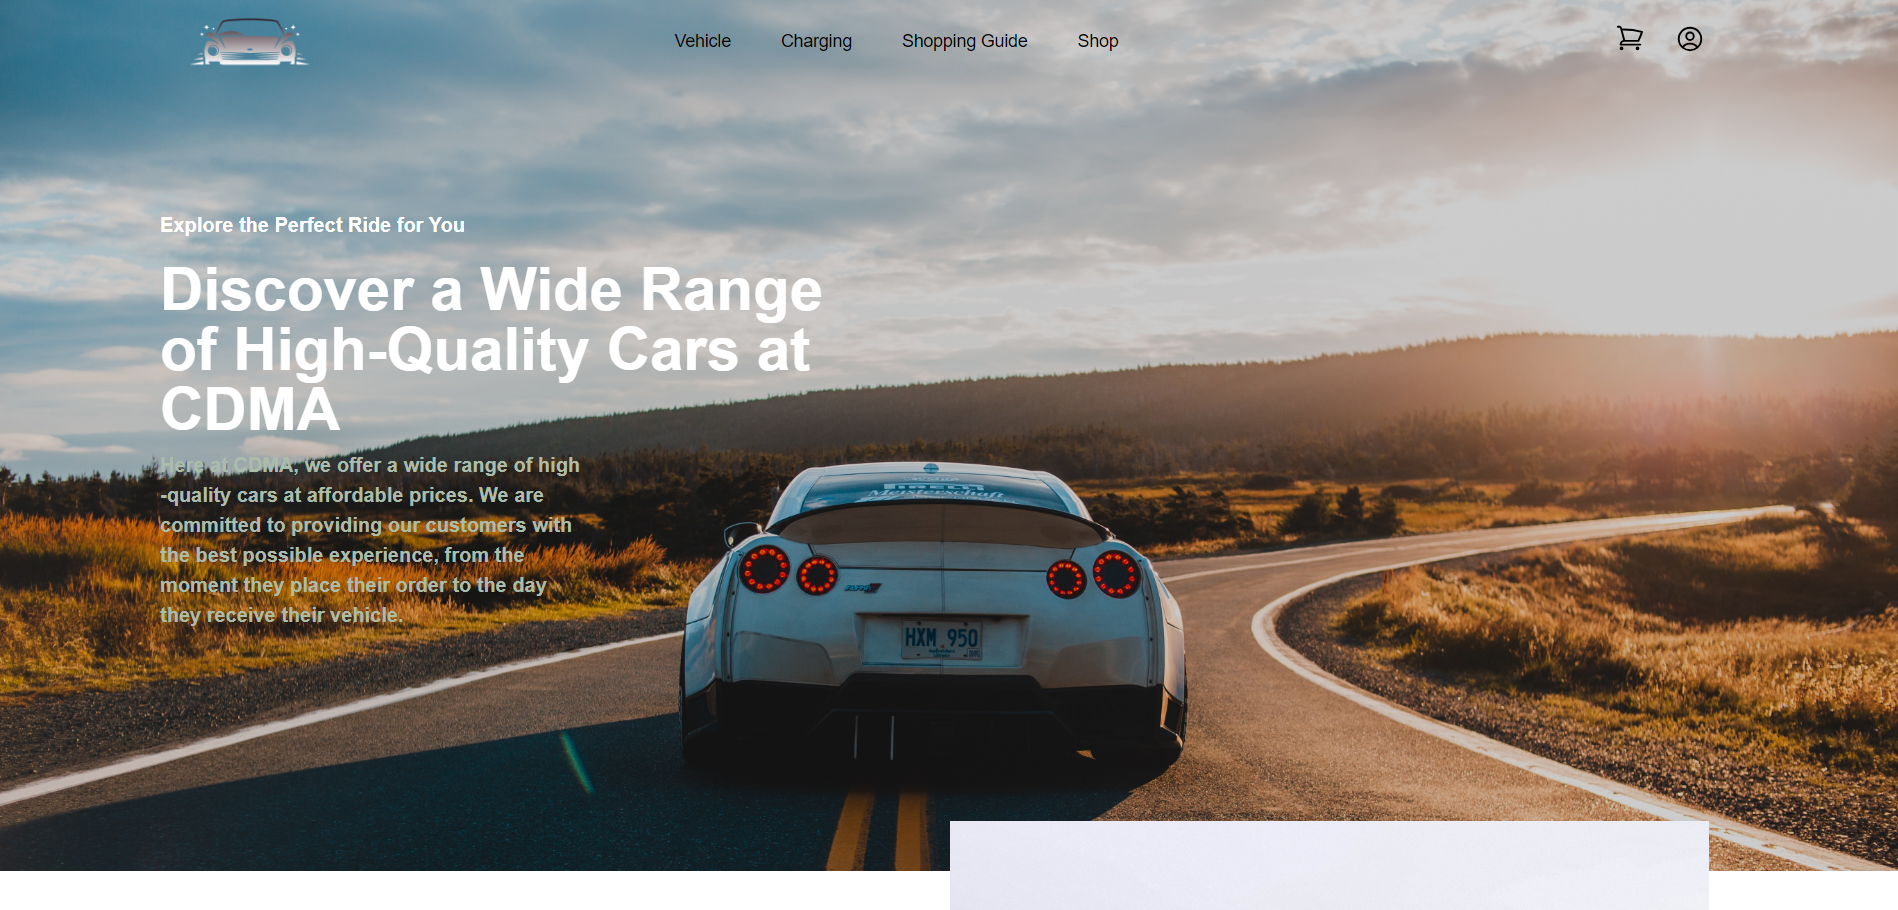 Vehicle Charging Shopping Guide Shop
Explore the Perfect Ride for You
Discover a Wide Range
of High-Quality Cars at
CDMA
Here at CDMA, we offer a wide range of high
-quality cars at affordable prices. We are
committed to providing our customers with
the best possible experience, from the
moment they place their order to the day
they receive their vehicle.
PIRELLI
Meisterschaft
HXM 950